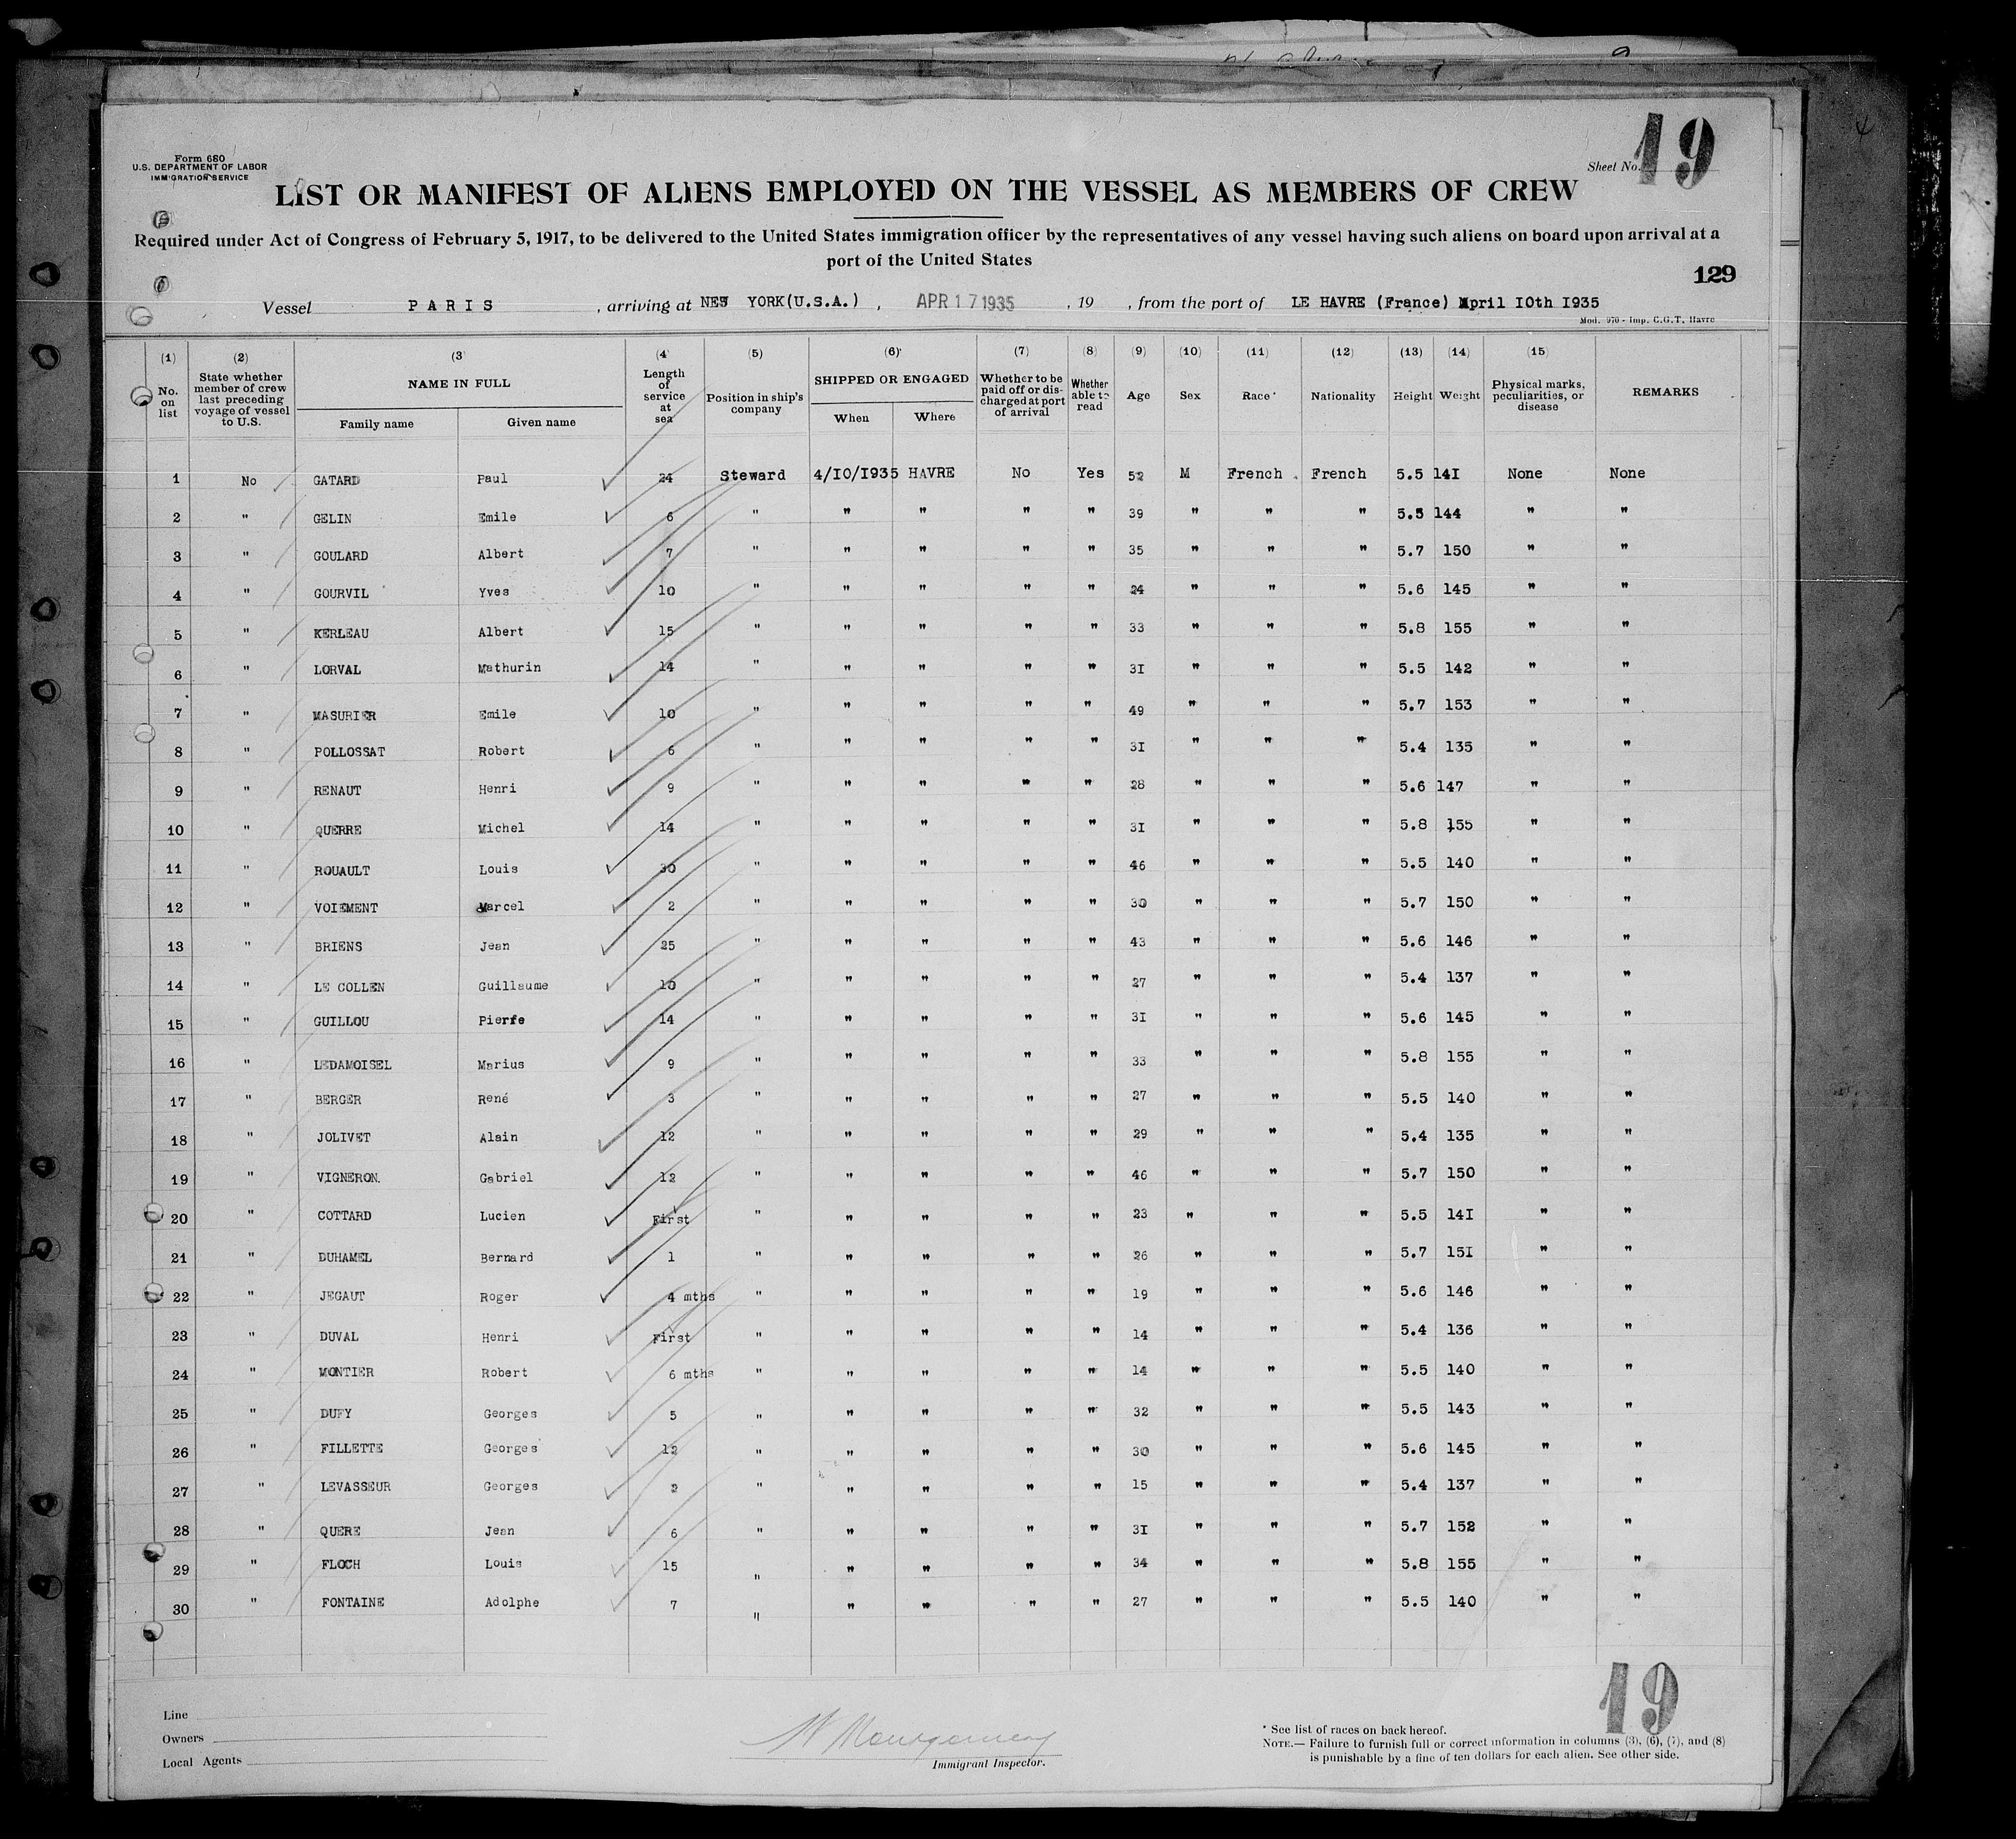 Form 680
U.S. DEPARTMENT OF LABOR
IMMIGRATION SERVICE
Sheet No. 19
LIST OR MANIFEST OF ALIENS EMPLOYED ON THE VESSEL AS MEMBERS OF CREW
Required under Act of Congress of February 5, 1917, to be delivered to the United States immigration officer by the representatives of any vessel having such aliens on board upon arrival at a
port of the United States
129
Vessel PARIS , arriving at NEW YORK(U.S.A.) , APR 17 1935 , 19 , from the port of LE HAVRE (France) April 10th 1935
Mod. 970 - Imp. C.G.T. Havre
(1) (2) (3) (4) (5) (6) (7) (8) (9) (10) (11) (12) (13) (14) (15)
No. on list | State whether member of crew last preceding voyage of vessel to U.S. | NAME IN FULL | Family name | Given name | Length of service at sea | Position in ship's company | SHIPPED OR ENGAGED | When | Where | Whether to be paid off or discharged at port of arrival | Whether able to read | Age | Sex | Race* | Nationality | Height | Weight | Physical marks, peculiarities, or disease | REMARKS
1 No GATARD Paul 24 Steward 4/10/1935 HAVRE No Yes 52 M French French 5.5 141 None None
2 " GELIN Emile 6 " " " " " 39 " " " 5.5 144 " "
3 " GOULARD Albert 7 " " " " " 35 " " " 5.7 150 " "
4 " GOURVIL Yves 10 " " " " " 24 " " " 5.6 145 " "
5 " KERLEAU Albert 15 " " " " " 33 " " " 5.8 155 " "
6 " LORVAL Mathurin 14 " " " " " 31 " " " 5.5 142 " "
7 " MASURIER Emile 10 " " " " " 49 " " " 5.7 153 " "
8 " POLLOSSAT Robert 6 " " " " " 31 " " " 5.4 135 " "
9 " RENAUT Henri 9 " " " " " 28 " " " 5.6 147 " "
10 " QUERRE Michel 14 " " " " " 31 " " " 5.8 155 " "
11 " ROUAULT Louis 30 " " " " " 46 " " " 5.5 140 " "
12 " VOIEMENT Marcel 2 " " " " " 30 " " " 5.7 150 " "
13 " BRIENS Jean 25 " " " " " 43 " " " 5.6 146 " "
14 " LE COLLEN Guillaume 10 " " " " " 27 " " " 5.4 137 " "
15 " GUILLOU Pierre 14 " " " " " 31 " " " 5.6 145 " "
16 " LEDAMOISEL Marius 9 " " " " " 33 " " " 5.8 155 " "
17 " BERGER René 3 " " " " " 27 " " " 5.5 140 " "
18 " JOLIVET Alain 12 " " " " " 29 " " " 5.4 135 " "
19 " VIGNERON. Gabriel 12 " " " " " 46 " " " 5.7 150 " "
20 " COTTARD Lucien First " " " " " 23 " " " 5.5 141 " "
21 " DUHAMEL Bernard 1 " " " " " 26 " " " 5.7 151 " "
22 " JEGAUT Roger 4 mths " " " " " 19 " " " 5.6 146 " "
23 " DUVAL Henri First " " " " " 14 " " " 5.4 136 " "
24 " MONTIER Robert 6 mths " " " " " 14 " " " 5.5 140 " "
25 " DUFY Georges 5 " " " " " 32 " " " 5.5 143 " "
26 " FILLETTE Georges 12 " " " " " 30 " " " 5.6 145 " "
27 " LEVASSEUR Georges 2 " " " " " 15 " " " 5.4 137 " "
28 " QUERE Jean 6 " " " " " 31 " " " 5.7 152 " "
29 " FLOCH Louis 15 " " " " " 34 " " " 5.8 155 " "
30 " FONTAINE Adolphe 7 " " " " " 27 " " " 5.5 140 " "
19
Line
Owners
Local Agents
Montgomery
Immigrant Inspector.
* See list of races on back hereof.
NOTE.— Failure to furnish full or correct information in columns (3), (6), (7), and (8)
is punishable by a fine of ten dollars for each alien. See other side.